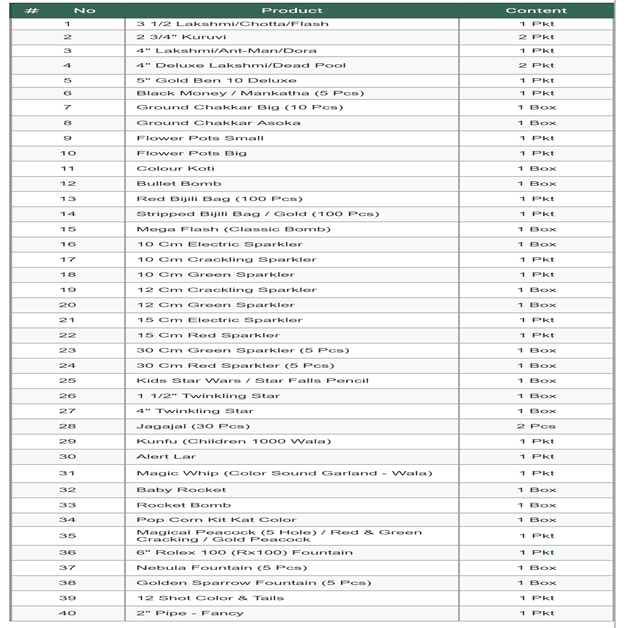 # No Product Content
1 3 1/2 Lakshmi/Chotta/Flash 1 Pkt
2 2 3/4" Kuruvi 2 Pkt
3 4" Lakshmi/Ant-Man/Dora 1 Pkt
4 4" Deluxe Lakshmi/Dead Pool 2 Pkt
5 5" Gold Ben 10 Deluxe 1 Pkt
6 Black Money / Mankatha (5 Pcs) 1 Pkt
7 Ground Chakkar Big (10 Pcs) 1 Box
8 Ground Chakkar Asoka 1 Box
9 Flower Pots Small 1 Pkt
10 Flower Pots Big 1 Pkt
11 Colour Koti 1 Box
12 Bullet Bomb 1 Box
13 Red Bijili Bag (100 Pcs) 1 Pkt
14 Stripped Bijili Bag / Gold (100 Pcs) 1 Pkt
15 Mega Flash (Classic Bomb) 1 Box
16 10 Cm Electric Sparkler 1 Box
17 10 Cm Crackling Sparkler 1 Pkt
18 10 Cm Green Sparkler 1 Pkt
19 12 Cm Crackling Sparkler 1 Box
20 12 Cm Green Sparkler 1 Box
21 15 Cm Electric Sparkler 1 Pkt
22 15 Cm Red Sparkler 1 Pkt
23 30 Cm Green Sparkler (5 Pcs) 1 Box
24 30 Cm Red Sparkler (5 Pcs) 1 Box
25 Kids Star Wars / Star Falls Pencil 1 Box
26 1 1/2" Twinkling Star 1 Box
27 4" Twinkling Star 1 Box
28 Jagajal (30 Pcs) 2 Pcs
29 Kunfu (Children 1000 Wala) 1 Pkt
30 Alert Lar 1 Pkt
31 Magic Whip (Color Sound Garland - Wala) 1 Pkt
32 Baby Rocket 1 Box
33 Rocket Bomb 1 Box
34 Pop Corn Kit Kat Color 1 Box
35 Magical Peacock (5 Hole) / Red & Green
Cracking / Gold Peacock 1 Pkt
36 6" Rolex 100 (Rx100) Fountain 1 Pkt
37 Nebula Fountain (5 Pcs) 1 Box
38 Golden Sparrow Fountain (5 Pcs) 1 Box
39 12 Shot Color & Tails 1 Pkt
40 2" Pipe - Fancy 1 Pkt